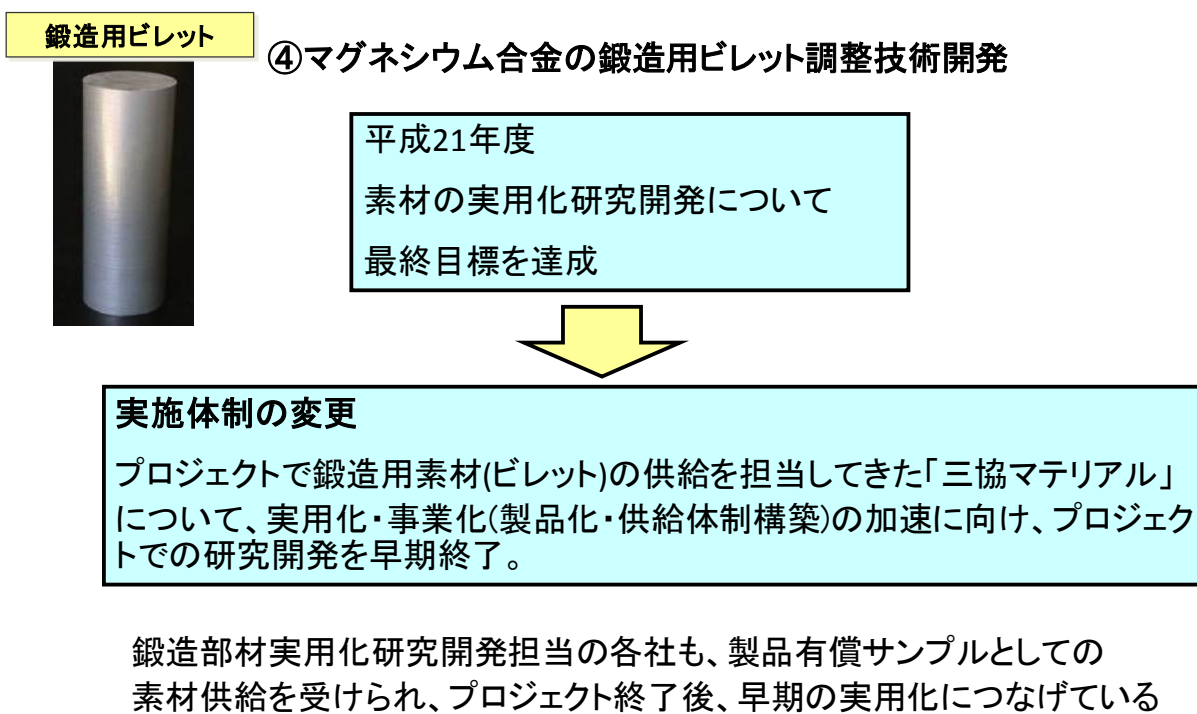 鍛造用ビレット
④マグネシウム合金の鍛造用ビレット調整技術開発
平成21年度
素材の実用化研究開発について
最終目標を達成
実施体制の変更
プロジェクトで鍛造用素材(ビレット)の供給を担当してきた「三協マテリアル」
について、実用化・事業化(製品化・供給体制構築)の加速に向け、プロジェク
トでの研究開発を早期終了。
鍛造部材実用化研究開発担当の各社も、製品有償サンプルとしての
素材供給を受けられ、プロジェクト終了後、早期の実用化につなげている